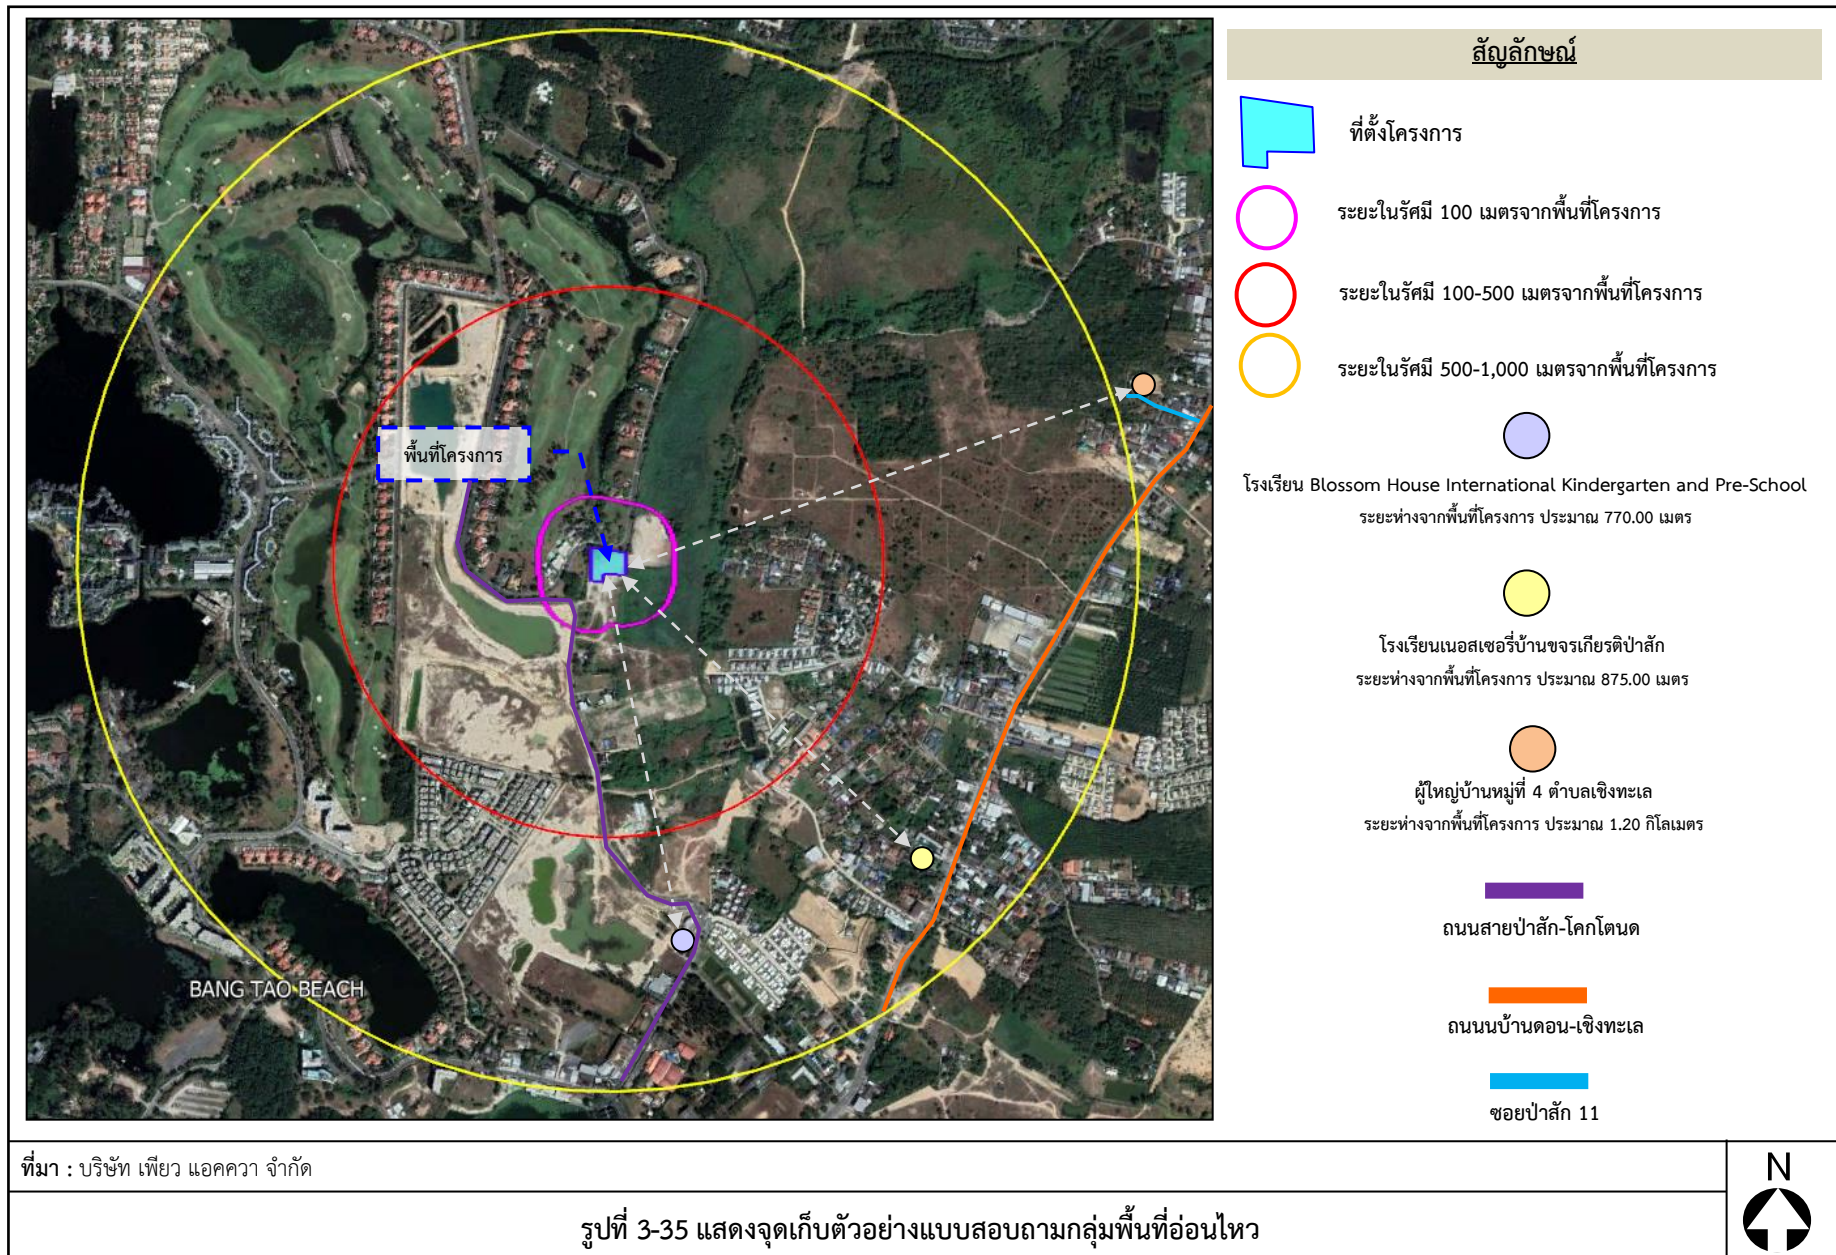 พื้นที่โครงการ
BANG TAO BEACH
สัญลักษณ์
ที่ตั้งโครงการ
ระยะในรัศมี 100 เมตรจากพื้นที่โครงการ
ระยะในรัศมี 100-500 เมตรจากพื้นที่โครงการ
ระยะในรัศมี 500-1,000 เมตรจากพื้นที่โครงการ
โรงเรียน Blossom House International Kindergarten and Pre-School
ระยะห่างจากพื้นที่โครงการ ประมาณ 770.00 เมตร
โรงเรียนเนอสเซอรี่บ้านขจรเกียรติป่าสัก
ระยะห่างจากพื้นที่โครงการ ประมาณ 875.00 เมตร
ผู้ใหญ่บ้านหมู่ที่ 4 ตำบลเชิงทะเล
ระยะห่างจากพื้นที่โครงการ ประมาณ 1.20 กิโลเมตร
ถนนสายป่าสัก-โคกโตนด
ถนนนบ้านดอน-เชิงทะเล
ซอยป่าสัก 11
ที่มา : บริษัท เพียว แอคควา จำกัด
N
รูปที่ 3-35 แสดงจุดเก็บตัวอย่างแบบสอบถามกลุ่มพื้นที่อ่อนไหว